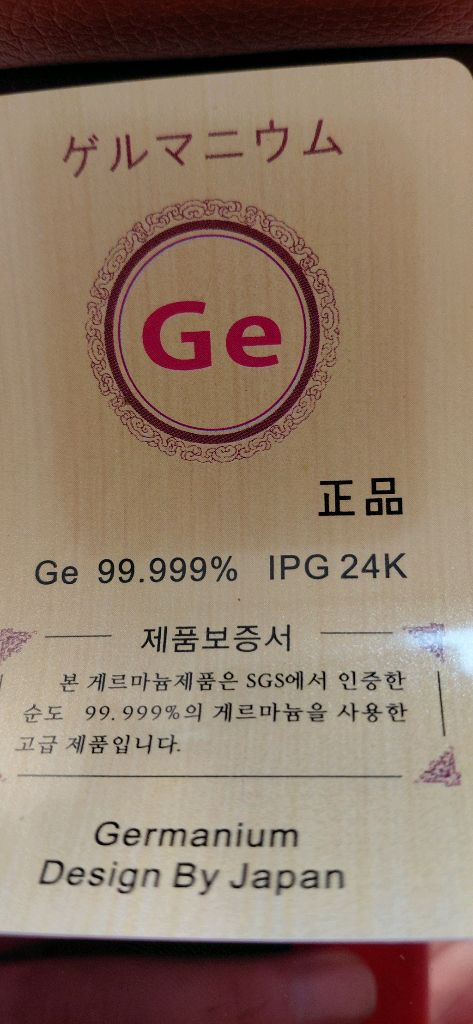 ゲルマニウム
Ge
正品
Ge 99.999% IPG 24K
제품보증서
본 게르마늄제품은 SGS에서 인증한
순도 99.999%의 게르마늄을 사용한
고급 제품입니다.
Germanium
Design By Japan